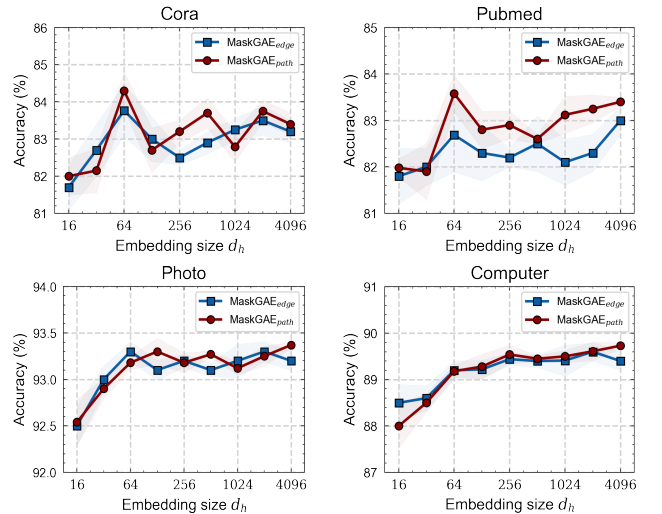 Cora
86
85
84
83
82
81
Accuracy (%)
MaskGAE_edge
MaskGAE_path
16 64 256 1024 4096
Embedding size d_h
Pubmed
85
84
83
82
81
Accuracy (%)
MaskGAE_edge
MaskGAE_path
16 64 256 1024 4096
Embedding size d_h
Photo
94.0
93.5
93.0
92.5
92.0
Accuracy (%)
MaskGAE_edge
MaskGAE_path
16 64 256 1024 4096
Embedding size d_h
Computer
91
90
89
88
87
Accuracy (%)
MaskGAE_edge
MaskGAE_path
16 64 256 1024 4096
Embedding size d_h